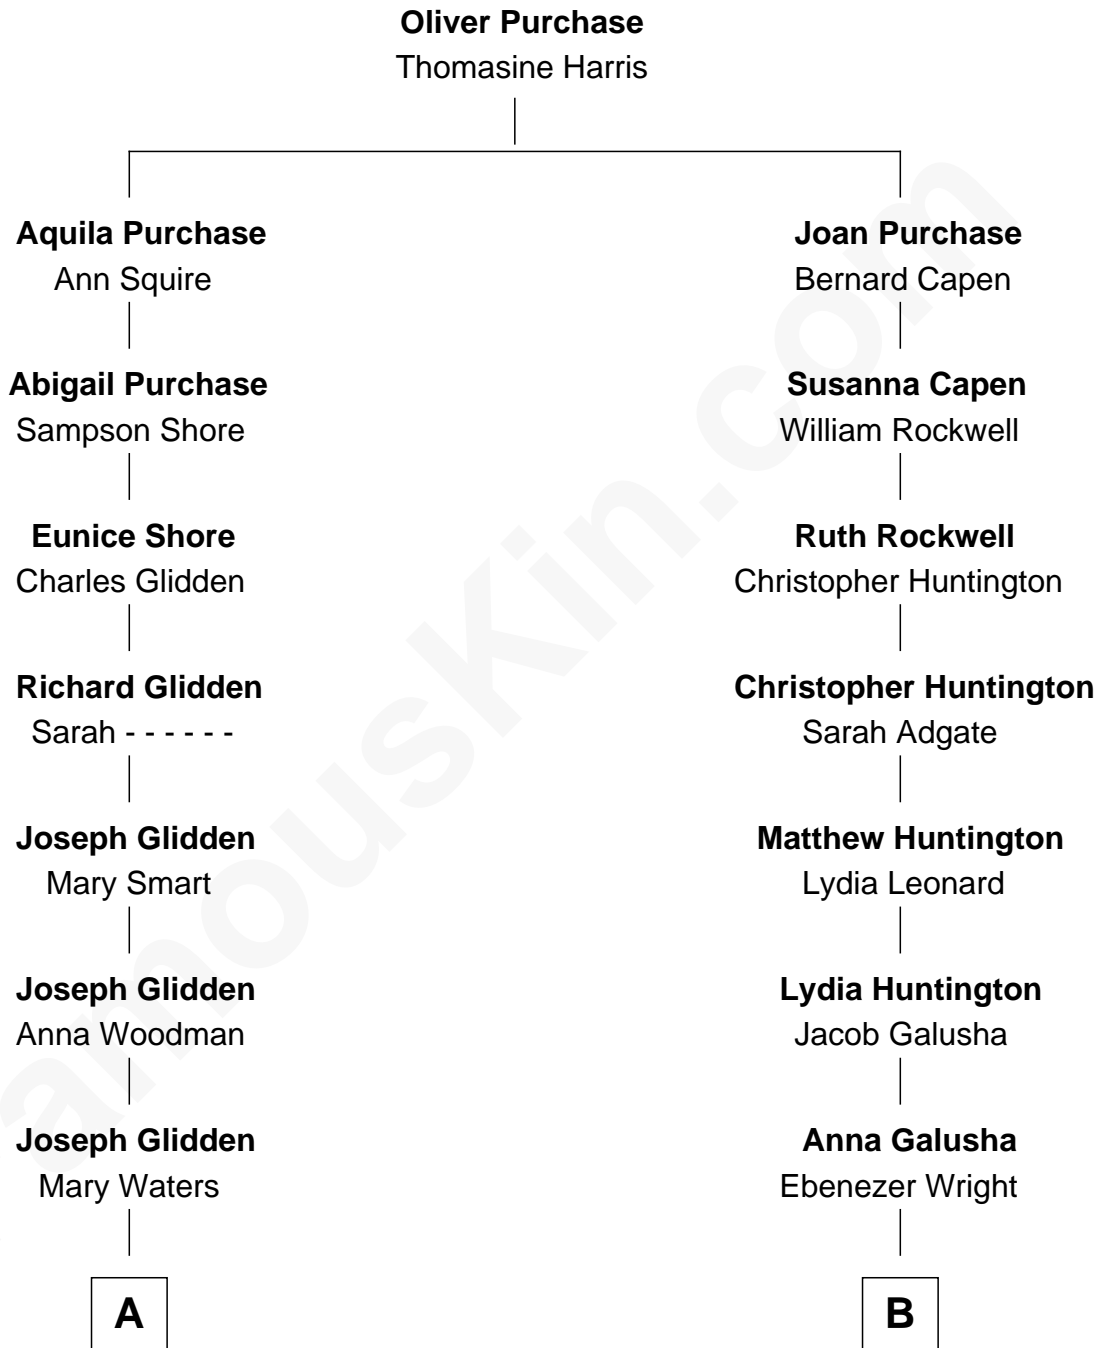 Oliver Purchase
Thomasine Harris
Aquila Purchase
Ann Squire
Joan Purchase
Bernard Capen
Abigail Purchase
Sampson Shore
Susanna Capen
William Rockwell
Eunice Shore
Charles Glidden
Ruth Rockwell
Christopher Huntington
Richard Glidden
Sarah - - - - - -
Christopher Huntington
Sarah Adgate
Joseph Glidden
Mary Smart
Matthew Huntington
Lydia Leonard
Joseph Glidden
Anna Woodman
Lydia Huntington
Jacob Galusha
Joseph Glidden
Mary Waters
Anna Galusha
Ebenezer Wright
A
B
amousKin.com